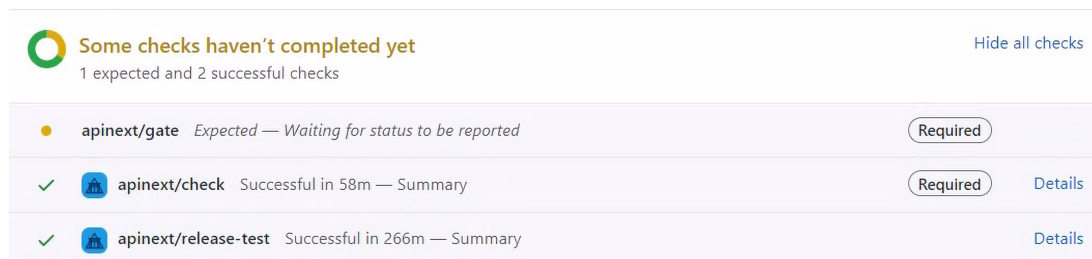 Some checks haven’t completed yet
Hide all checks
1 expected and 2 successful checks
apinext/gate Expected — Waiting for status to be reported Required
apinext/check Successful in 58m — Summary Required Details
apinext/release-test Successful in 266m — Summary Details